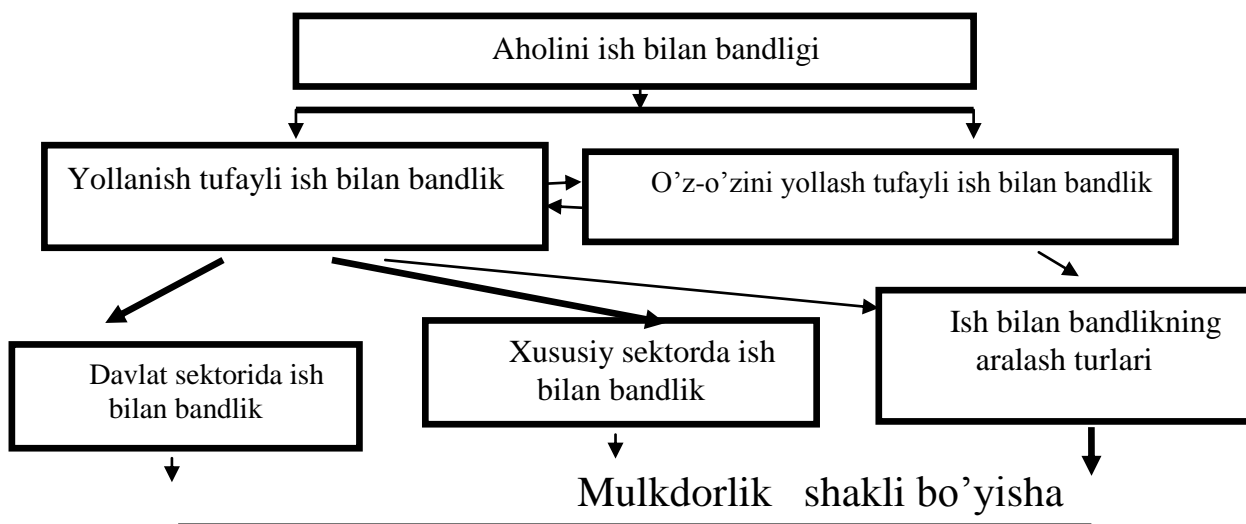 Aholini ish bilan bandligi
Yollanish tufayli ish bilan bandlik
O’z-o’zini yollash tufayli ish bilan bandlik
Davlat sektorida ish
bilan bandlik
Xususiy sektorda ish
bilan bandlik
Ish bilan bandlikning
aralash turlari
Mulkdorlik shakli bo’yisha